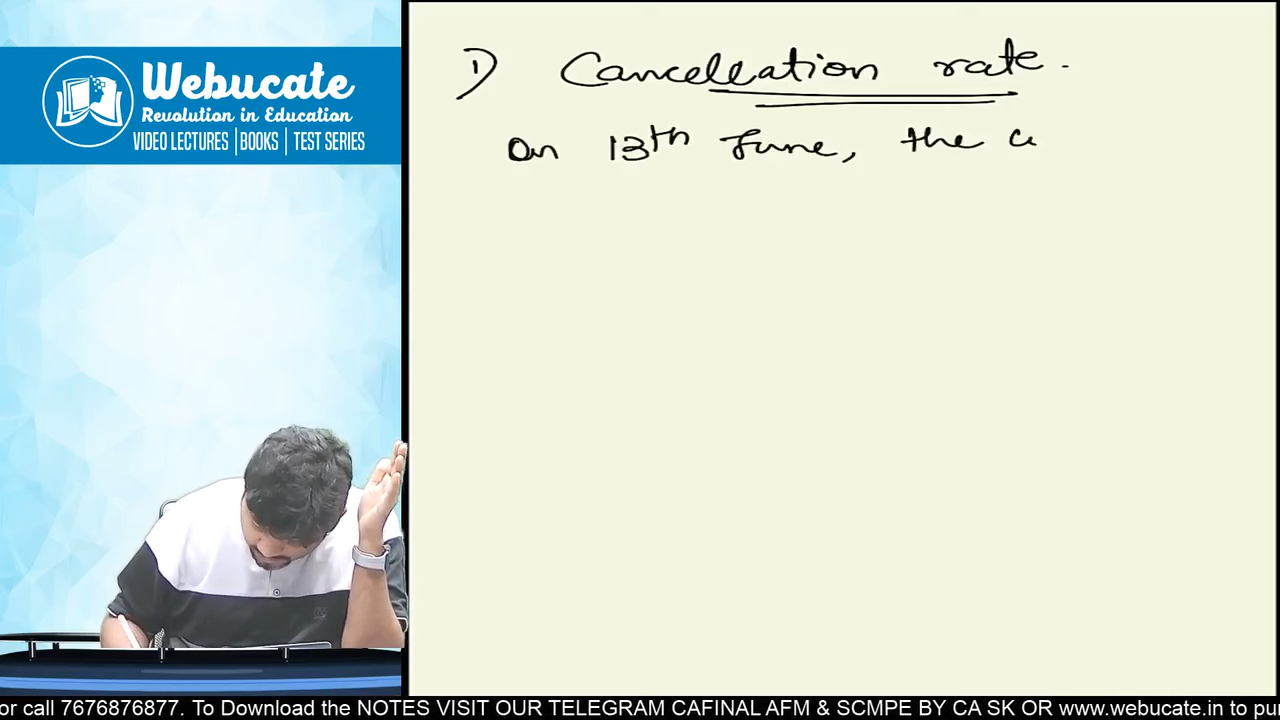 Webucate
Revolution in Education
VIDEO LECTURES | BOOKS | TEST SERIES
1) Cancellation rate.
On 13th June, the
or call 7676876877. To Download the NOTES VISIT OUR TELEGRAM CAFINAL AFM & SCMPE BY CA SK OR www.webucate.in to pu